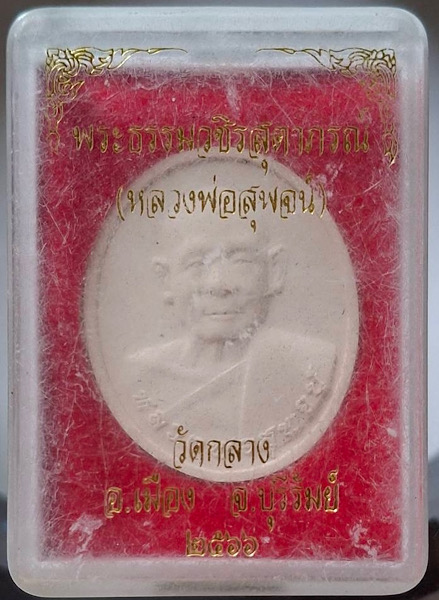 พระธรรมวชิรสุตาภรณ์
(หลวงพ่อสุพจน์)
วัดกลาง
อ.เมือง จ.บุรีรัมย์
๒๕๖๖